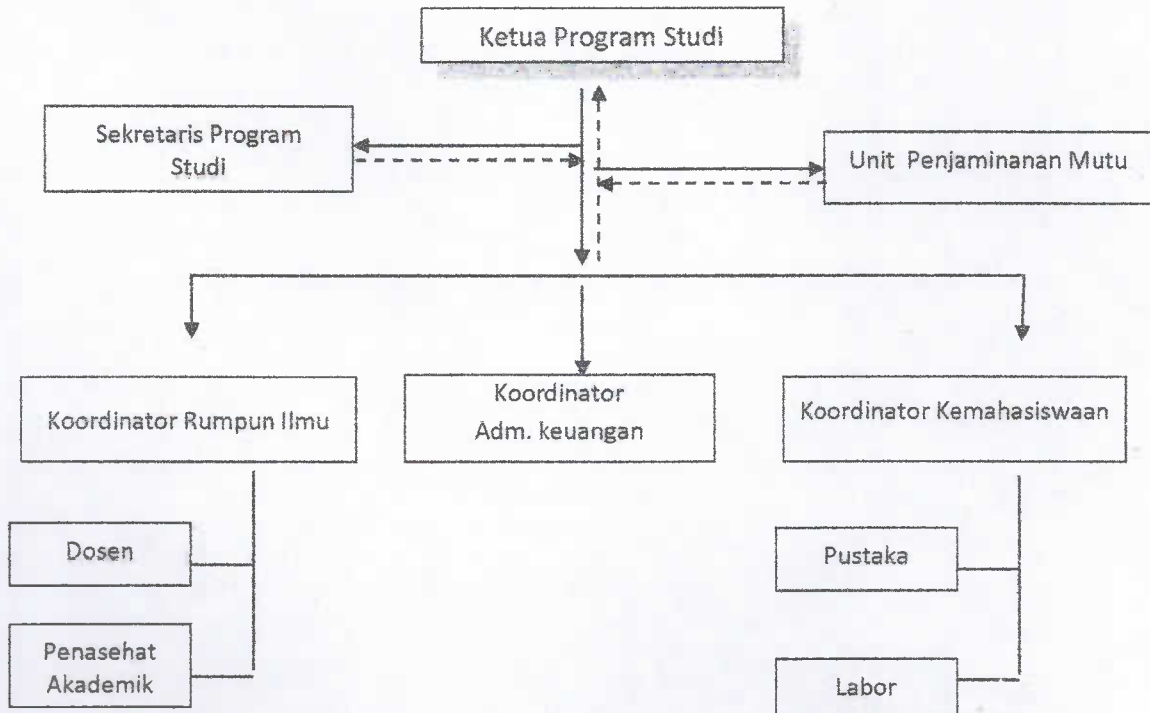 Ketua Program Studi
Sekretaris Program
Studi
Unit Penjaminanan Mutu
Koordinator Rumpun Ilmu
Koordinator
Adm. keuangan
Koordinator Kemahasiswaan
Dosen
Penasehat
Akademik
Pustaka
Labor